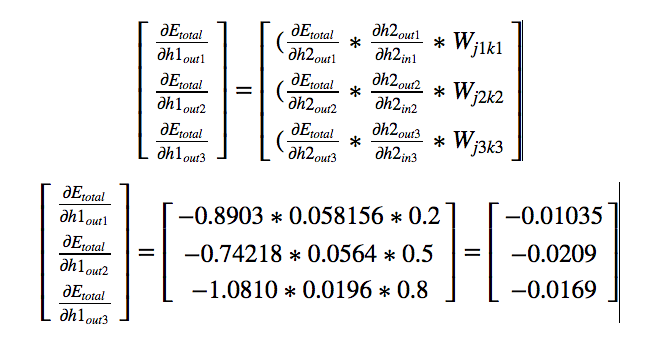 [∂E_total/∂h1_out1] = [(∂E_total/∂h2_out1 * ∂h2_out1/∂h2_in1 * W_j1k1]
[∂E_total/∂h1_out2] = [(∂E_total/∂h2_out2 * ∂h2_out2/∂h2_in2 * W_j2k2]
[∂E_total/∂h1_out3] = [(∂E_total/∂h2_out3 * ∂h2_out3/∂h2_in3 * W_j3k3]
[∂E_total/∂h1_out1] = [−0.8903 * 0.058156 * 0.2] = [−0.01035]
[∂E_total/∂h1_out2] = [−0.74218 * 0.0564 * 0.5] = [−0.0209]
[∂E_total/∂h1_out3] = [−1.0810 * 0.0196 * 0.8] = [−0.0169]